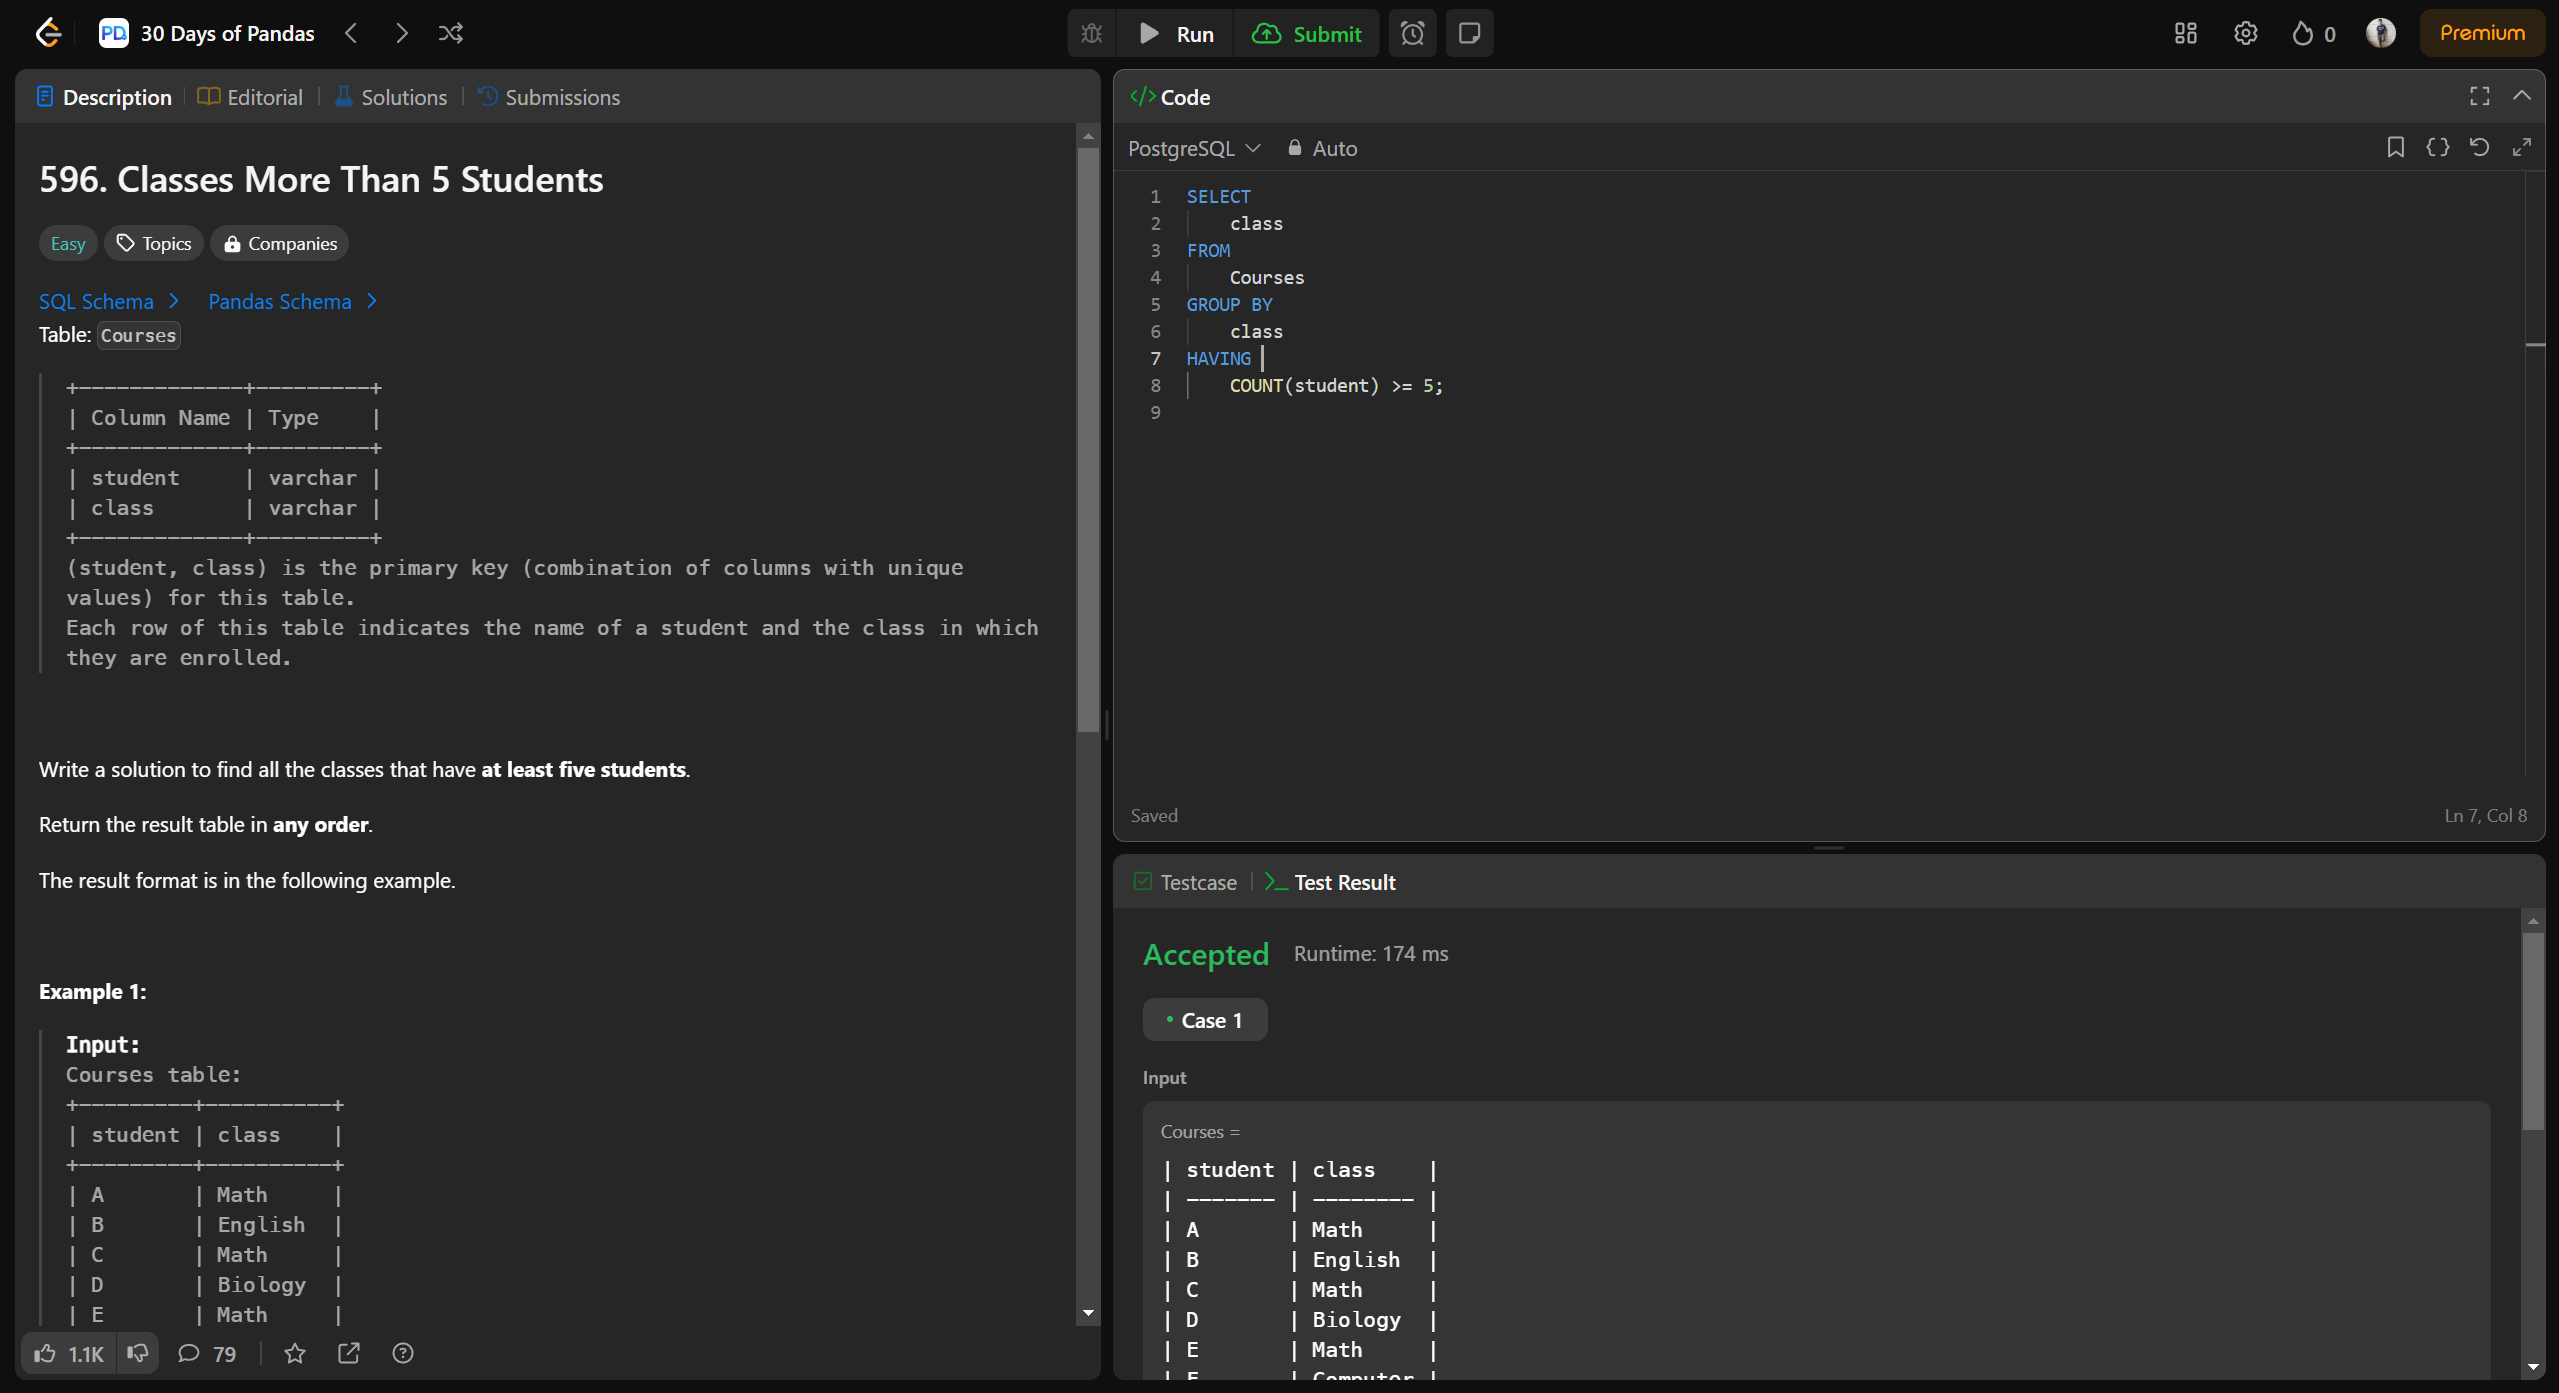 PD 30 Days of Pandas
Run Submit 0 Premium
Description Editorial Solutions Submissions
596. Classes More Than 5 Students
Easy Topics Companies
SQL Schema > Pandas Schema >
Table: Courses
+-------------+---------+
| Column Name | Type    |
+-------------+---------+
| student     | varchar |
| class       | varchar |
+-------------+---------+
(student, class) is the primary key (combination of columns with unique
values) for this table.
Each row of this table indicates the name of a student and the class in which
they are enrolled.
Write a solution to find all the classes that have at least five students.
Return the result table in any order.
The result format is in the following example.
Example 1:
Input:
Courses table:
+---------+----------+
| student | class    |
+---------+----------+
| A       | Math     |
| B       | English  |
| C       | Math     |
| D       | Biology  |
| E       | Math     |
1.1K 79
</> Code
PostgreSQL Auto
1 SELECT
2     class
3 FROM
4     Courses
5 GROUP BY
6     class
7 HAVING
8     COUNT(student) >= 5;
9
Saved Ln 7, Col 8
Testcase >_ Test Result
Accepted Runtime: 174 ms
• Case 1
Input
Courses =
| student | class    |
| ------- | -------- |
| A       | Math     |
| B       | English  |
| C       | Math     |
| D       | Biology  |
| E       | Math     |
| F       | Computer |